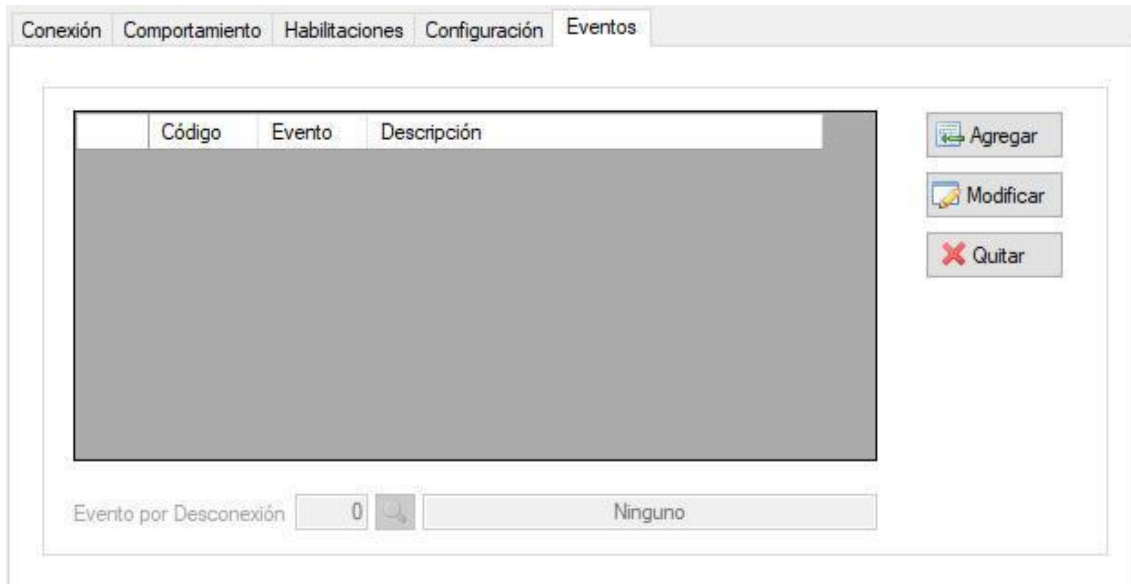 Conexión Comportamiento Habilitaciones Configuración Eventos
Código Evento Descripción
Agregar
Modificar
Quitar
Evento por Desconexión 0 Ninguno